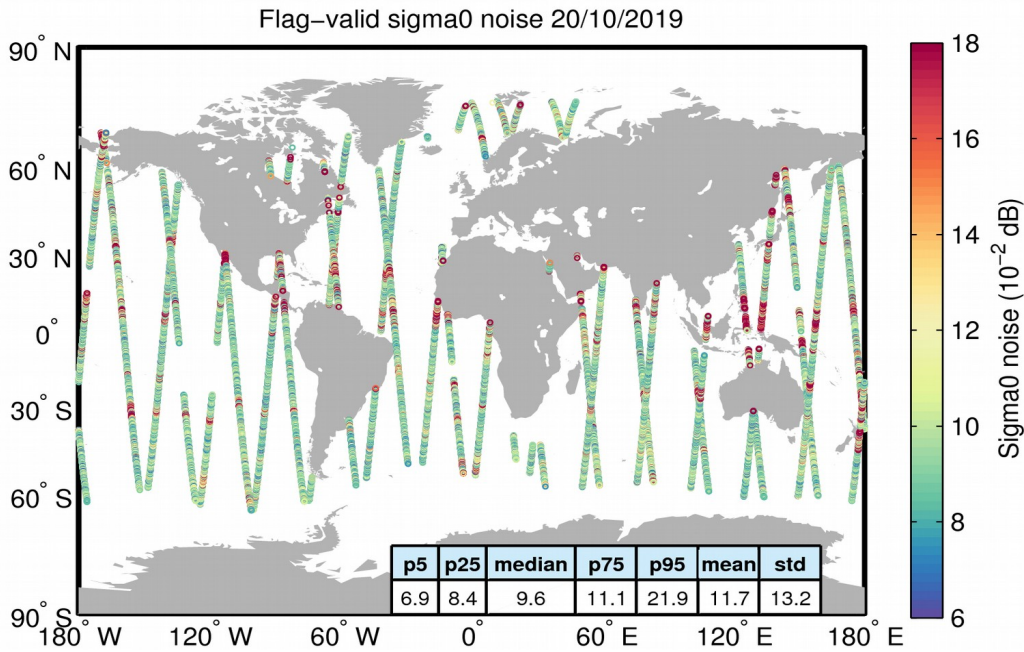 Flag−valid sigma0 noise 20/10/2019
90° N
60° N
30° N
0°
30° S
60° S
90° S
180° W 120° W 60° W 0° 60° E 120° E 180° E
p5 p25 median p75 p95 mean std
6.9 8.4 9.6 11.1 21.9 11.7 13.2
18
16
14
12
10
8
6
Sigma0 noise (10⁻² dB)